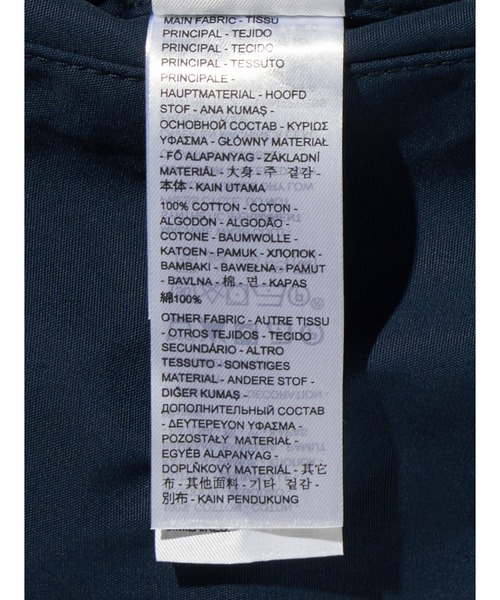 MAIN FABRIC - TISSU
PRINCIPAL - TEJIDO
PRINCIPAL - TECIDO
PRINCIPAL - TESSUTO
PRINCIPALE -
HAUPTMATERIAL - HOOFD
STOF - ANA KUMAŞ -
ОСНОВНОЙ СОСТАВ - ΚΥΡΙΩΣ
ΥΦΑΣΜΑ - GŁÓWNY MATERIAŁ
- FŐ ALAPANYAG - ZÁKLADNÍ
MATERIÁL - 大身 - 주 겉감 -
本体 - KAIN UTAMA
100% COTTON - COTON -
ALGODÓN - ALGODÃO -
COTONE - BAUMWOLLE -
KATOEN - PAMUK - ХЛОПОК -
ΒΑΜΒΑΚΙ - BAWEŁNA - PAMUT
- BAVLNA - 棉 - 면 - KAPAS
綿100%
OTHER FABRIC - AUTRE TISSU
- OTROS TEJIDOS - TECIDO
SECUNDÁRIO - ALTRO
TESSUTO - SONSTIGES
MATERIAL - ANDERE STOF -
DIĞER KUMAŞ -
ДОПОЛНИТЕЛЬНЫЙ СОСТАВ
- ΔΕΥΤΕΡΕΥΟΝ ΥΦΑΣΜΑ -
POZOSTAŁY MATERIAŁ -
EGYÉB ALAPANYAG -
DOPLŇKOVÝ MATERIÁL - 其它
布 - 其他面料 - 기타 겉감 -
別布 - KAIN PENDUKUNG